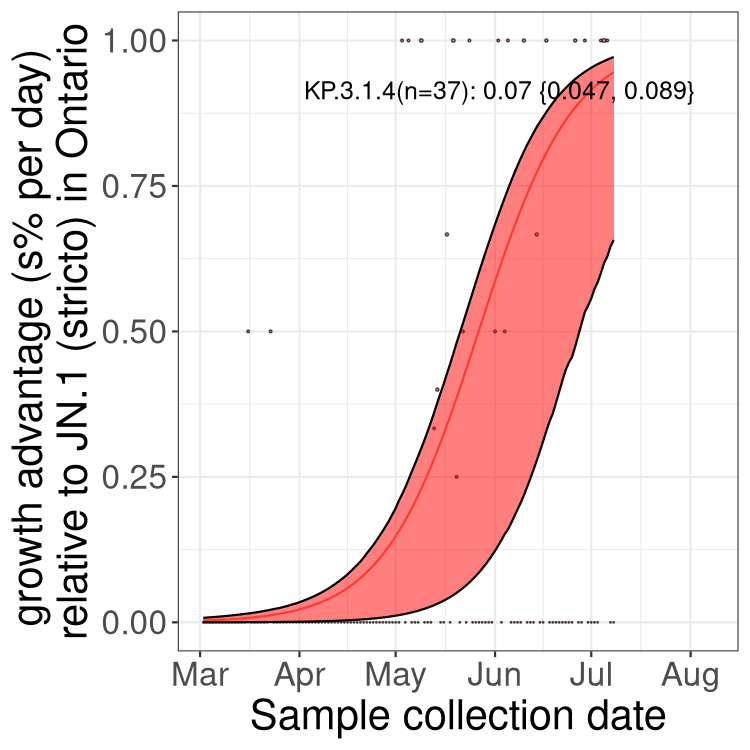 growth advantage (s% per day)
relative to JN.1 (stricto) in Ontario
1.00
0.75
0.50
0.25
0.00
KP.3.1.4(n=37): 0.07 {0.047, 0.089}
Mar Apr May Jun Jul Aug
Sample collection date